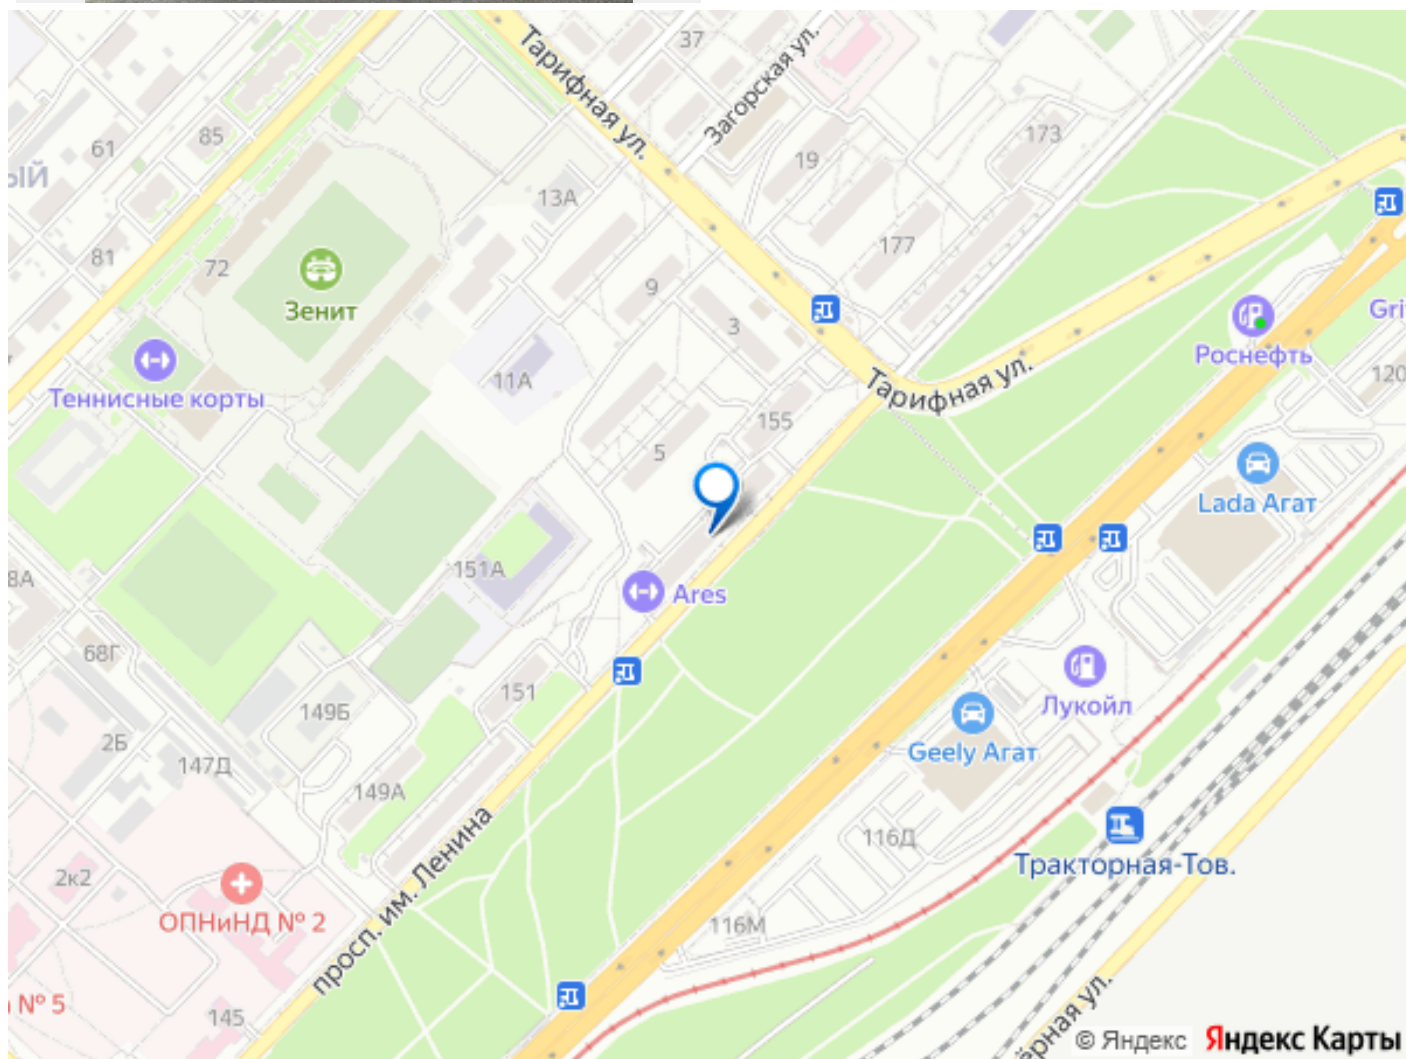 37
Тарифная ул.
Загорская ул.
85
61
ый
173
19
13А
177
81
72
Зенит
9
3
Роснефть
Gri
120
Теннисные корты
11А
Тарифная ул.
155
5
Lada Агат
151А
8А
Ares
68Г
151
Лукойл
149Б
2Б
147Д
Geely Агат
149А
116Д
Тракторная-Тов.
2к2
просп. им. Ленина
ОПНиНД № 2
116М
№ 5
145
ёрная ул.
© Яндекс Яндекс Карты